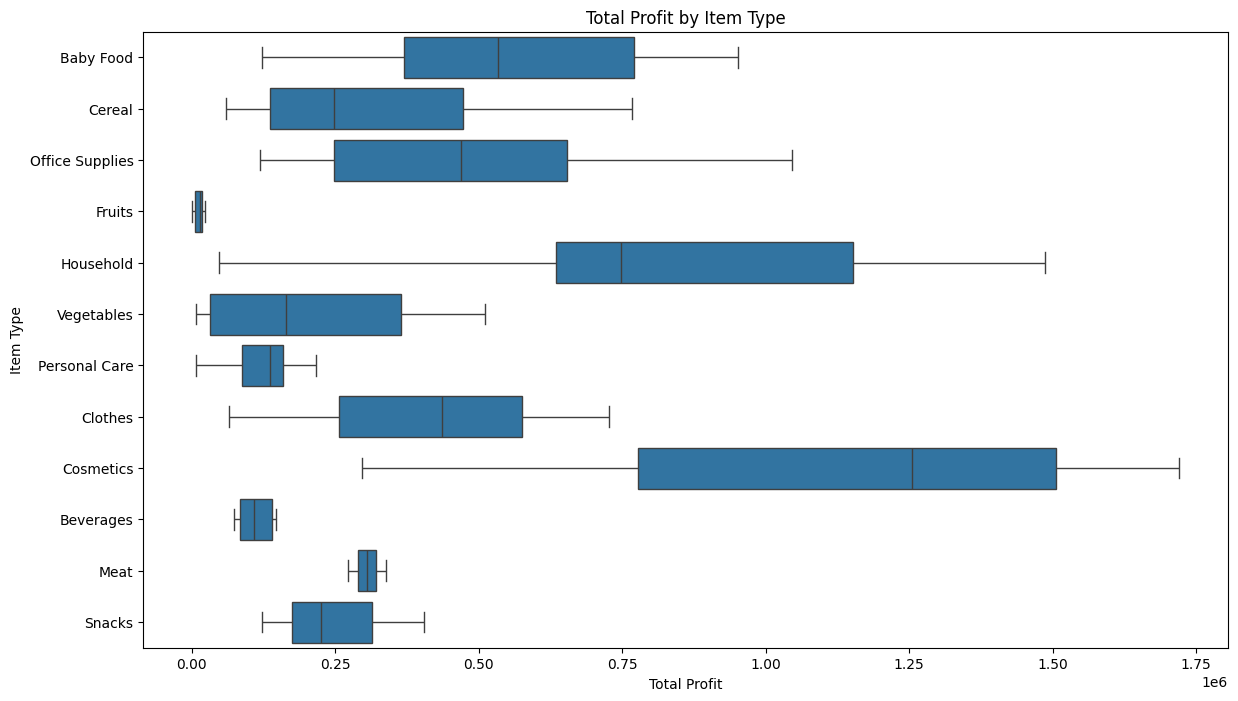 Total Profit by Item Type
Baby Food
Cereal
Office Supplies
Fruits
Household
Vegetables
Personal Care
Clothes
Cosmetics
Beverages
Meat
Snacks
Item Type
0.00 0.25 0.50 0.75 1.00 1.25 1.50 1.75
1e6
Total Profit